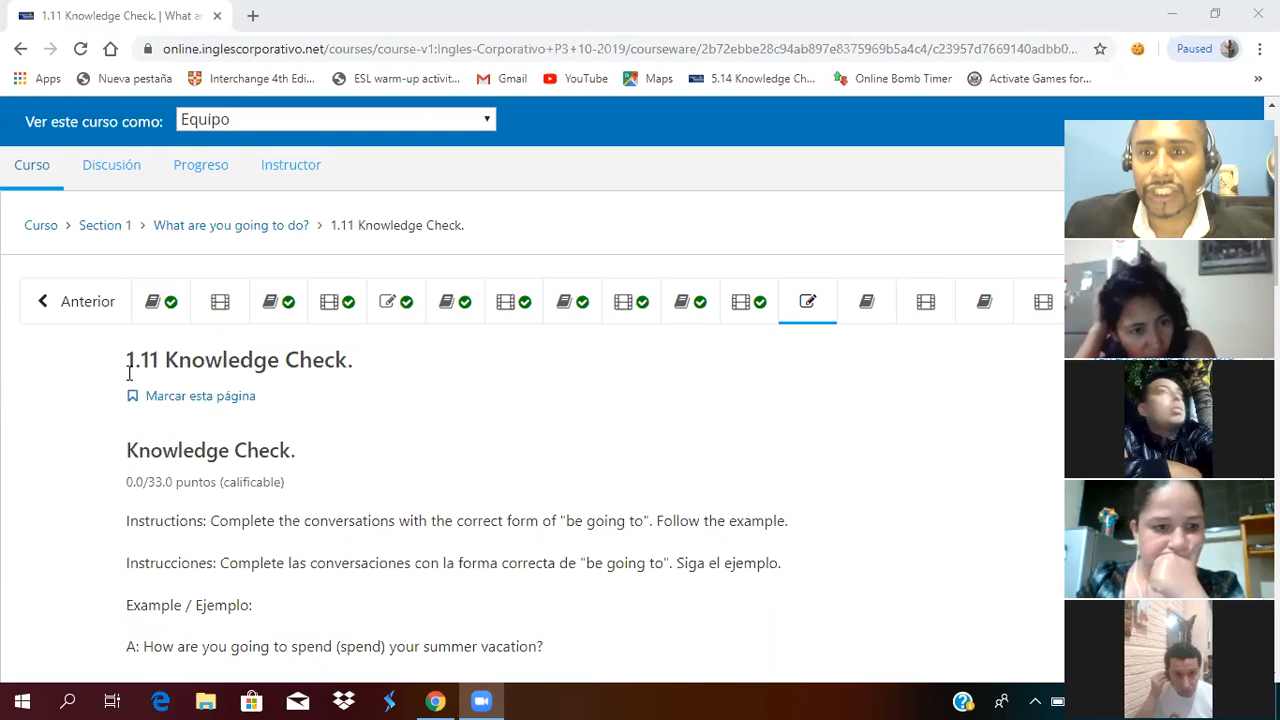 1.11 Knowledge Check. | What ar
online.inglescorporativo.net/courses/course-v1:Ingles-Corporativo+P3+10-2019/courseware/2b72ebbe28c94ab897e8375969b5a4c4/c23957d7669140adbb0...
Paused
Apps
Nueva pestaña
Interchange 4th Edi...
ESL warm-up activit...
Gmail
YouTube
Maps
5.14 Knowledge Ch...
Online Bomb Timer
Activate Games for...
»
Ver este curso como:
Equipo
Curso
Discusión
Progreso
Instructor
Curso > Section 1 > What are you going to do? > 1.11 Knowledge Check.
Anterior
1.11 Knowledge Check.
Marcar esta página
Knowledge Check.
0.0/33.0 puntos (calificable)
Instructions: Complete the conversations with the correct form of "be going to". Follow the example.
Instrucciones: Complete las conversaciones con la forma correcta de "be going to". Siga el ejemplo.
Example / Ejemplo:
A: How are you going to spend (spend) your summer vacation?